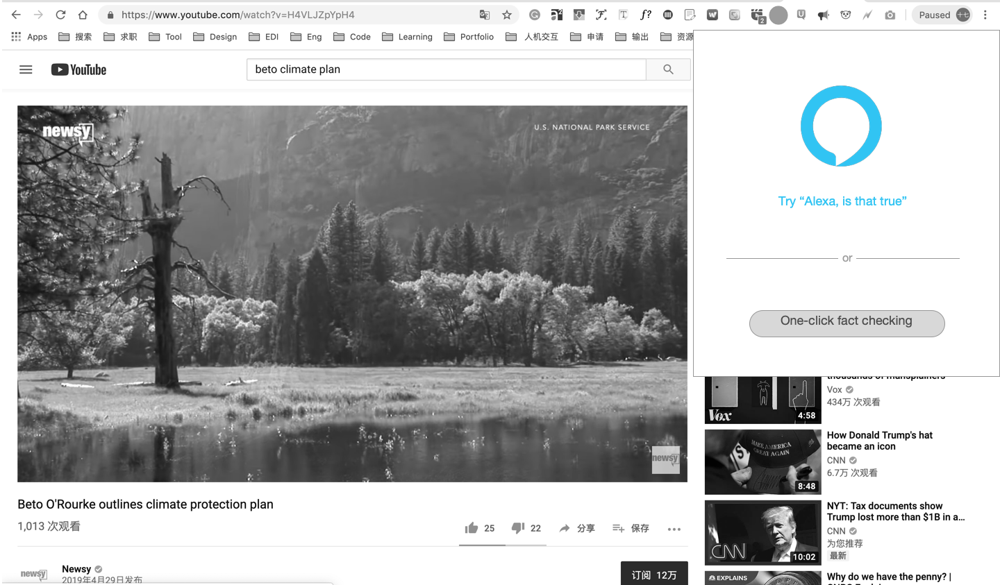 https://www.youtube.com/watch?v=H4VLJZpYpH4
2
Paused
Apps
搜索
求职
Tool
Design
EDI
Eng
Code
Learning
Portfolio
人机交互
申请
输出
资源
YouTube
beto climate plan
newsy
U.S. NATIONAL PARK SERVICE
newsy
Try “Alexa, is that true”
or
One-click fact checking
Beto O'Rourke outlines climate protection plan
1,013 次观看
25
22
分享
保存
newsy
Newsy
2019年4月29日发布
订阅 12万
thousands of mansplainers
Vox
434万 次观看
Vox
4:58
How Donald Trump's hat
became an icon
CNN
6.7万 次观看
MAKE AMERICA
GREAT AGAIN
8:48
NYT: Tax documents show
Trump lost more than $1B in a...
CNN
为您推荐
最新
CNN
10:02
Why do we have the penny? |
EXPLAINS